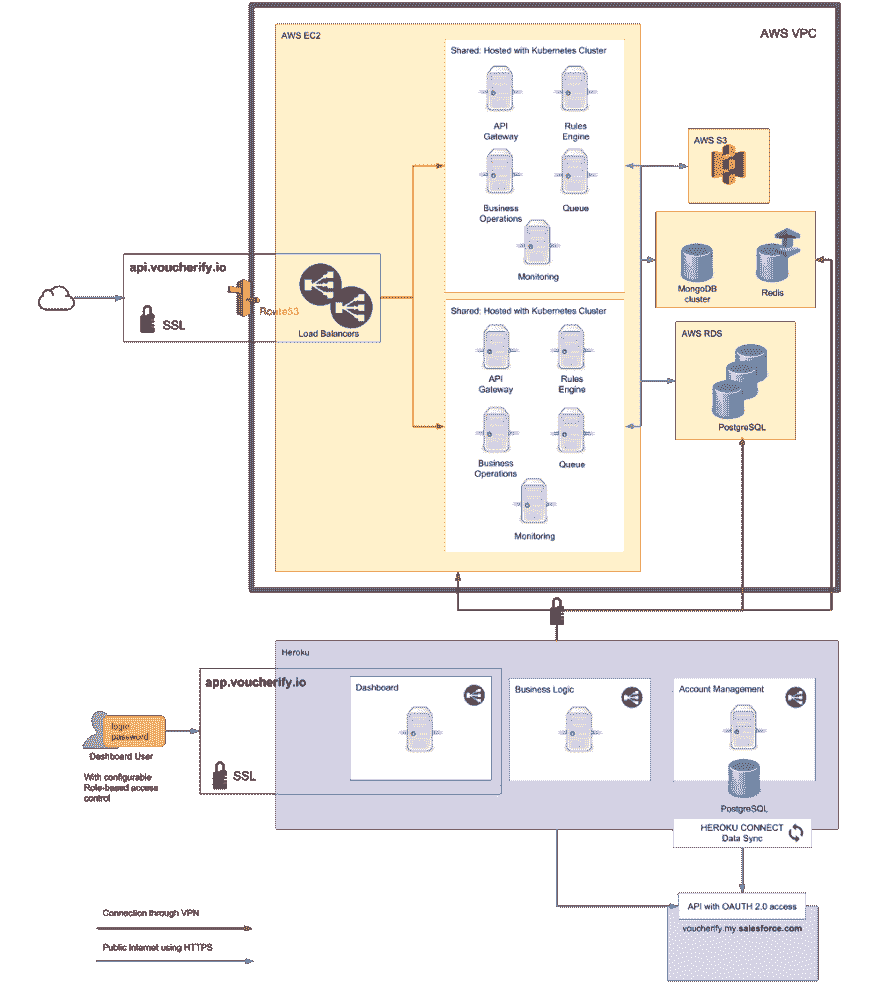 AWS VPC
AWS EC2
Shared: Hosted with Kubernetes Cluster
API
Gateway
Rules
Engine
Business
Operations
Queue
Monitoring
AWS S3
MongoDB
cluster
Redis
api.voucherify.io
SSL
Route53
Load Balancers
Shared: Hosted with Kubernetes Cluster
API
Gateway
Rules
Engine
Business
Operations
Queue
Monitoring
AWS RDS
PostgreSQL
Heroku
app.voucherify.io
SSL
Dashboard
Business Logic
Account Management
PostgreSQL
login
password
Dashboard User
With configurable
Role-based access
control
HEROKU CONNECT
Data Sync
API with OAUTH 2.0 access
voucherify.my.salesforce.com
Connection through VPN
Public Internet using HTTPS